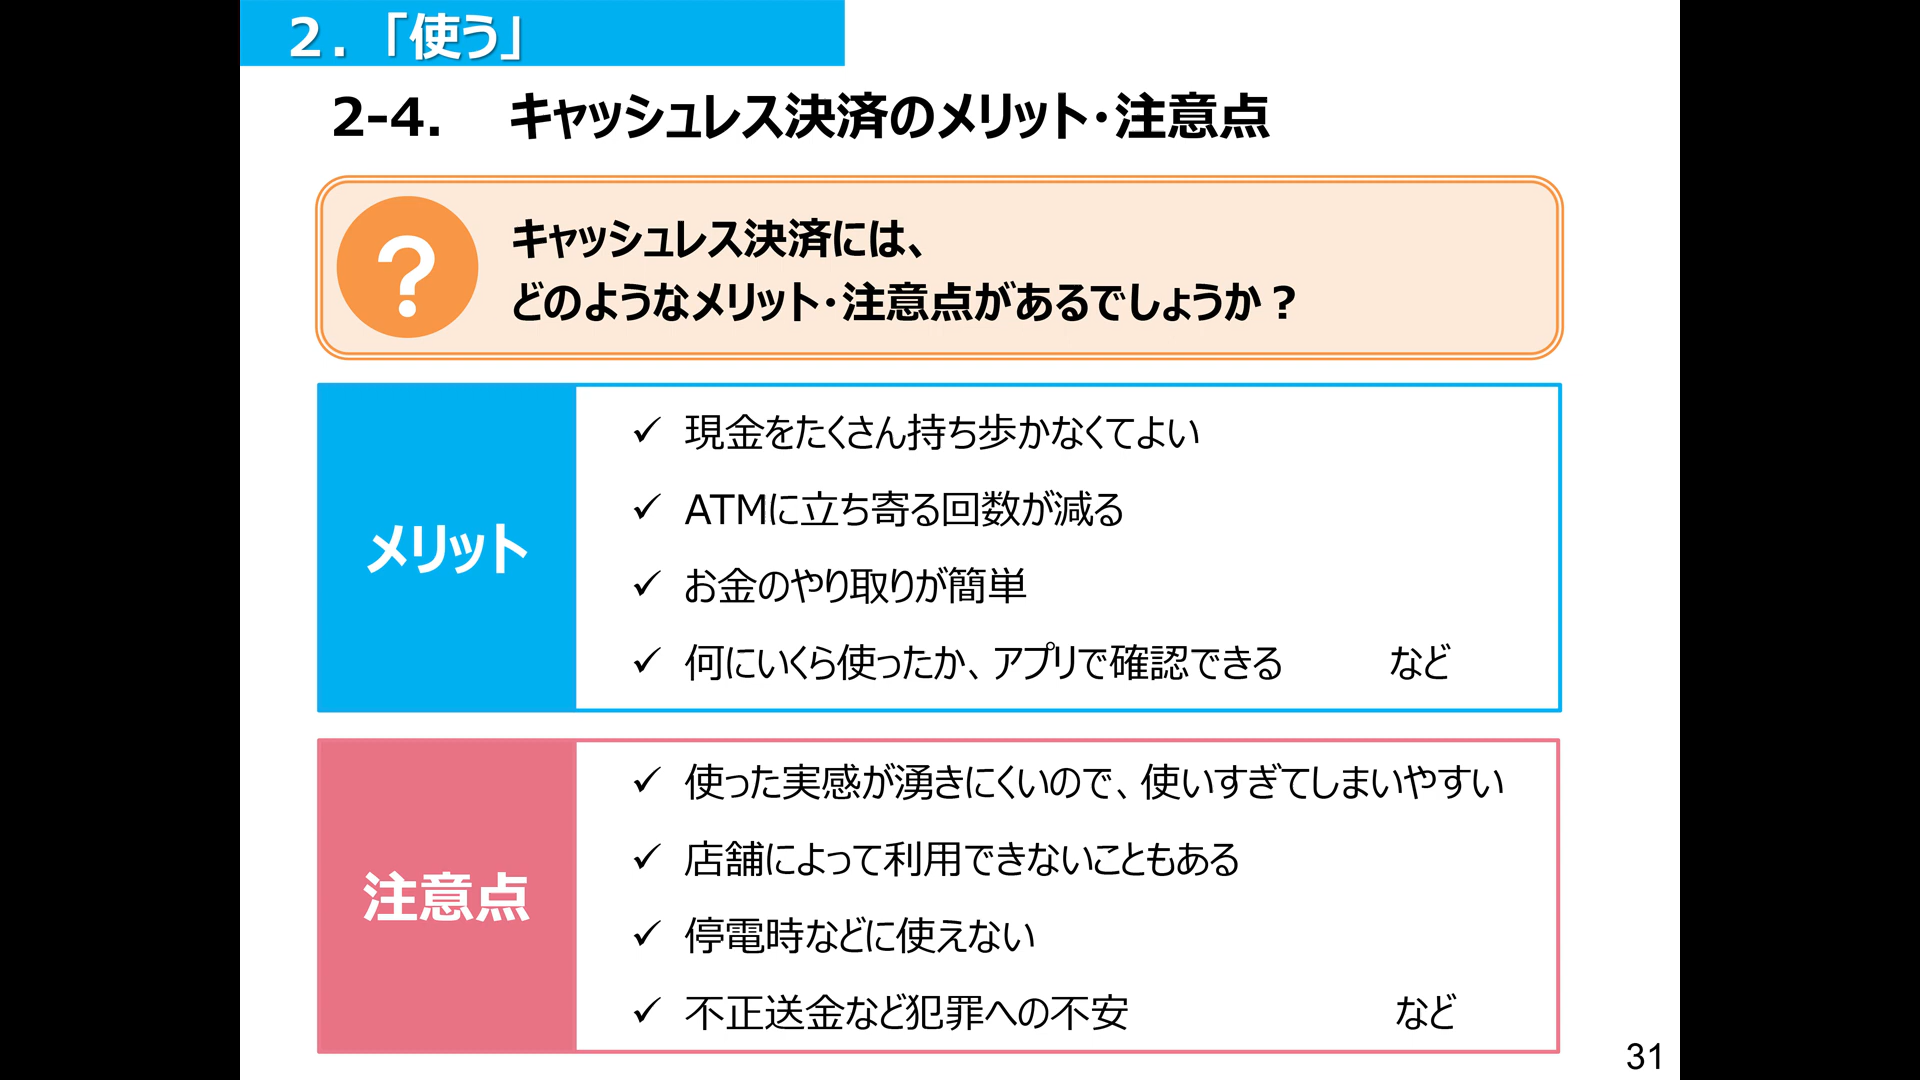 2.「使う」
2-4. キャッシュレス決済のメリット・注意点
?
キャッシュレス決済には、
どのようなメリット・注意点があるでしょうか？
メリット
✓ 現金をたくさん持ち歩かなくてよい
✓ ATMに立ち寄る回数が減る
✓ お金のやり取りが簡単
✓ 何にいくら使ったか、アプリで確認できる など
注意点
✓ 使った実感が湧きにくいので、使いすぎてしまいやすい
✓ 店舗によって利用できないこともある
✓ 停電時などに使えない
✓ 不正送金など犯罪への不安 など
31